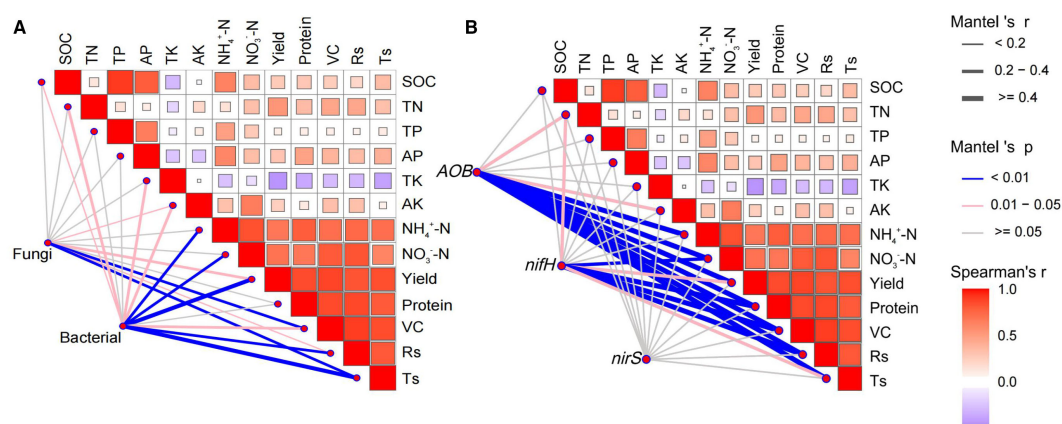 A
SOC
TN
TP
AP
TK
AK
NH₄⁺-N
NO₃⁻-N
Yield
Protein
VC
Rs
Ts
SOC
TN
TP
AP
TK
AK
NH₄⁺-N
NO₃⁻-N
Yield
Protein
VC
Rs
Ts
Fungi
Bacterial
B
SOC
TN
TP
AP
TK
AK
NH₄⁺-N
NO₃⁻-N
Yield
Protein
VC
Rs
Ts
SOC
TN
TP
AP
TK
AK
NH₄⁺-N
NO₃⁻-N
Yield
Protein
VC
Rs
Ts
AOB
nifH
nirS
Mantel 's r
< 0.2
0.2 − 0.4
>= 0.4
Mantel 's p
< 0.01
0.01 − 0.05
>= 0.05
Spearman's r
1.0
0.5
0.0